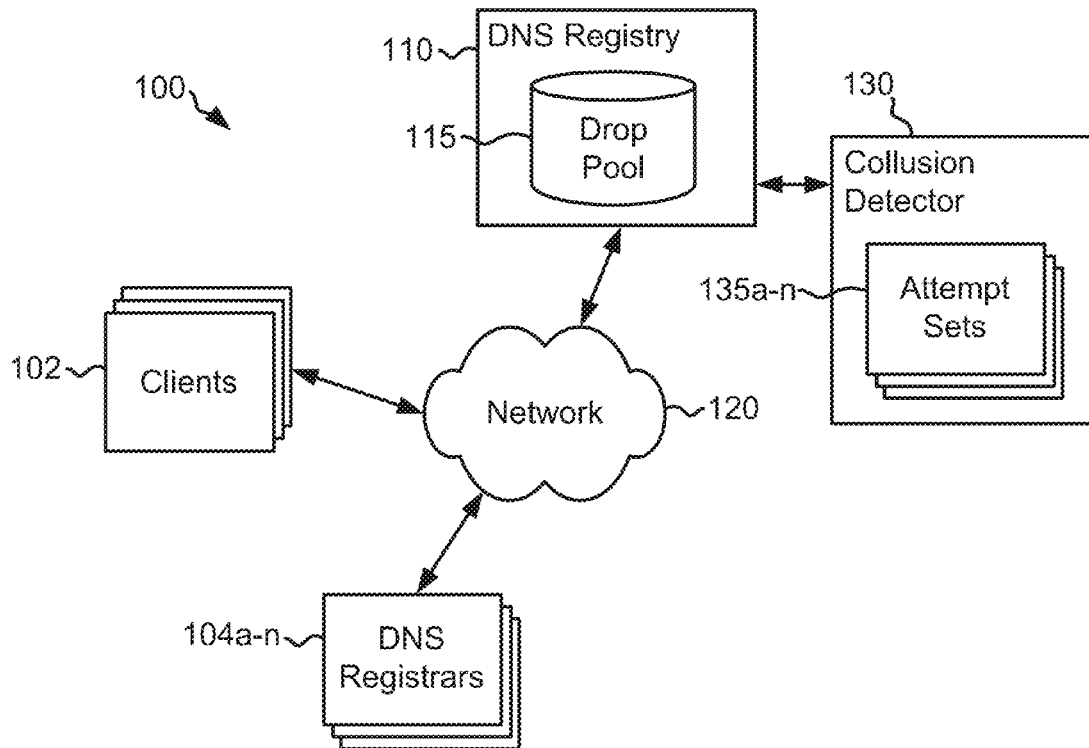 110
DNS Registry
100
115
Drop
Pool
130
Collusion
Detector
135a-n
Attempt
Sets
102
Clients
Network
120
104a-n
DNS
Registrars